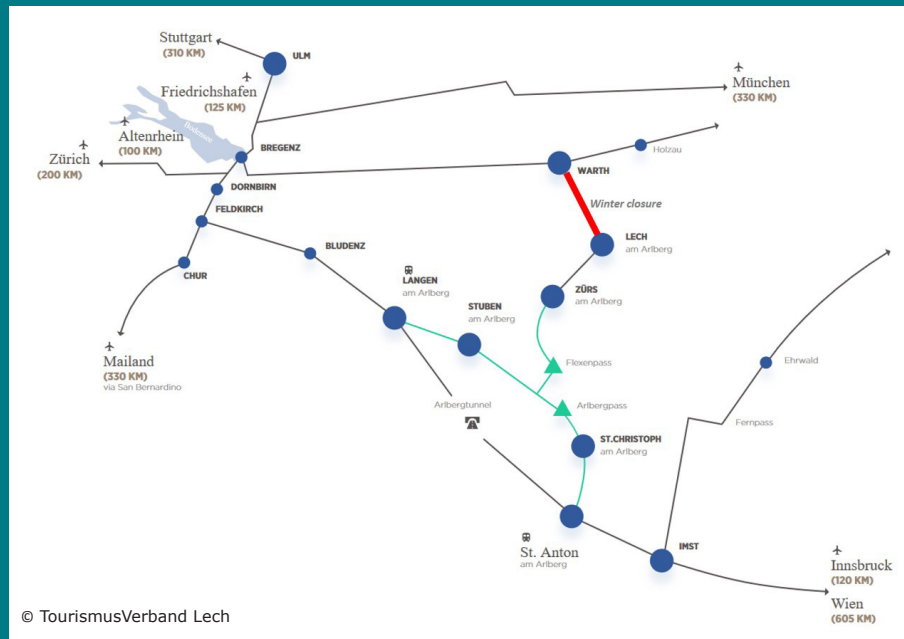 Stuttgart
(310 KM)
ULM
Friedrichshafen
(125 KM)
München
(330 KM)
Bodensee
Altenrhein
(100 KM)
Zürich
(200 KM)
BREGENZ
Holzau
WARTH
DORNBIRN
Winter closure
FELDKIRCH
LECH
am Arlberg
BLUDENZ
CHUR
LANGEN
am Arlberg
ZÜRS
am Arlberg
STUBEN
am Arlberg
Mailand
(330 KM)
via San Bernardino
Flexenpass
Ehrwald
Arlbergtunnel
Arlbergpass
Fernpass
ST.CHRISTOPH
am Arlberg
St. Anton
am Arlberg
IMST
Innsbruck
(120 KM)
Wien
(605 KM)
© TourismusVerband Lech